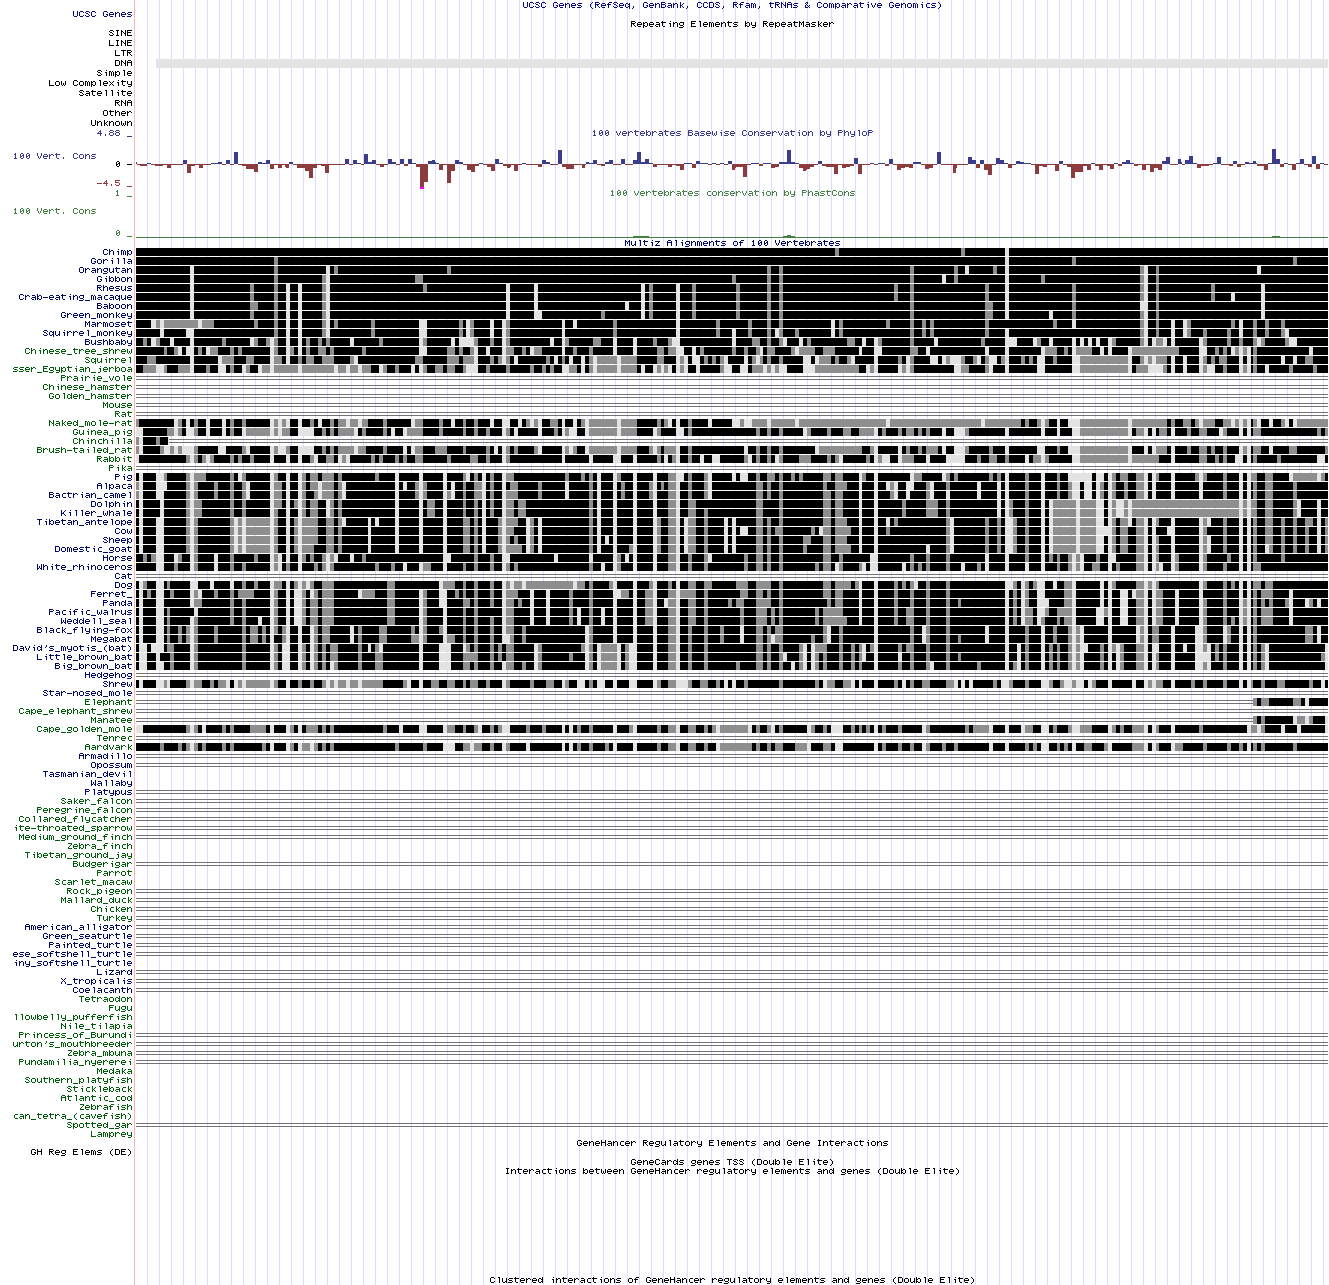 UCSC Genes (RefSeq, GenBank, CCDS, Rfam, tRNAs & Comparative Genomics)
UCSC Genes
Repeating Elements by RepeatMasker
SINE
LINE
LTR
DNA
Simple
Low Complexity
Satellite
RNA
Other
Unknown
4.88 _
100 vertebrates Basewise Conservation by PhyloP
100 Vert. Cons
0 _
-4.5 _
1 _
100 vertebrates conservation by PhastCons
100 Vert. Cons
0 _
Multiz Alignments of 100 Vertebrates
Chimp
Gorilla
Orangutan
Gibbon
Rhesus
Crab-eating_macaque
Baboon
Green_monkey
Marmoset
Squirrel_monkey
Bushbaby
Chinese_tree_shrew
Squirrel
sser_Egyptian_jerboa
Prairie_vole
Chinese_hamster
Golden_hamster
Mouse
Rat
Naked_mole-rat
Guinea_pig
Chinchilla
Brush-tailed_rat
Rabbit
Pika
Pig
Alpaca
Bactrian_camel
Dolphin
Killer_whale
Tibetan_antelope
Cow
Sheep
Domestic_goat
Horse
White_rhinoceros
Cat
Dog
Ferret_
Panda
Pacific_walrus
Weddell_seal
Black_flying-fox
Megabat
David's_myotis_(bat)
Little_brown_bat
Big_brown_bat
Hedgehog
Shrew
Star-nosed_mole
Elephant
Cape_elephant_shrew
Manatee
Cape_golden_mole
Tenrec
Aardvark
Armadillo
Opossum
Tasmanian_devil
Wallaby
Platypus
Saker_falcon
Peregrine_falcon
Collared_flycatcher
ite-throated_sparrow
Medium_ground_finch
Zebra_finch
Tibetan_ground_jay
Budgerigar
Parrot
Scarlet_macaw
Rock_pigeon
Mallard_duck
Chicken
Turkey
American_alligator
Green_seaturtle
Painted_turtle
ese_softshell_turtle
iny_softshell_turtle
Lizard
X_tropicalis
Coelacanth
Tetraodon
Fugu
llowbelly_pufferfish
Nile_tilapia
Princess_of_Burundi
urton's_mouthbreeder
Zebra_mbuna
Pundamilia_nyererei
Medaka
Southern_platyfish
Stickleback
Atlantic_cod
Zebrafish
can_tetra_(cavefish)
Spotted_gar
Lamprey
GeneHancer Regulatory Elements and Gene Interactions
GH Reg Elems (DE)
GeneCards genes TSS (Double Elite)
Interactions between GeneHancer regulatory elements and genes (Double Elite)
Clustered interactions of GeneHancer regulatory elements and genes (Double Elite)